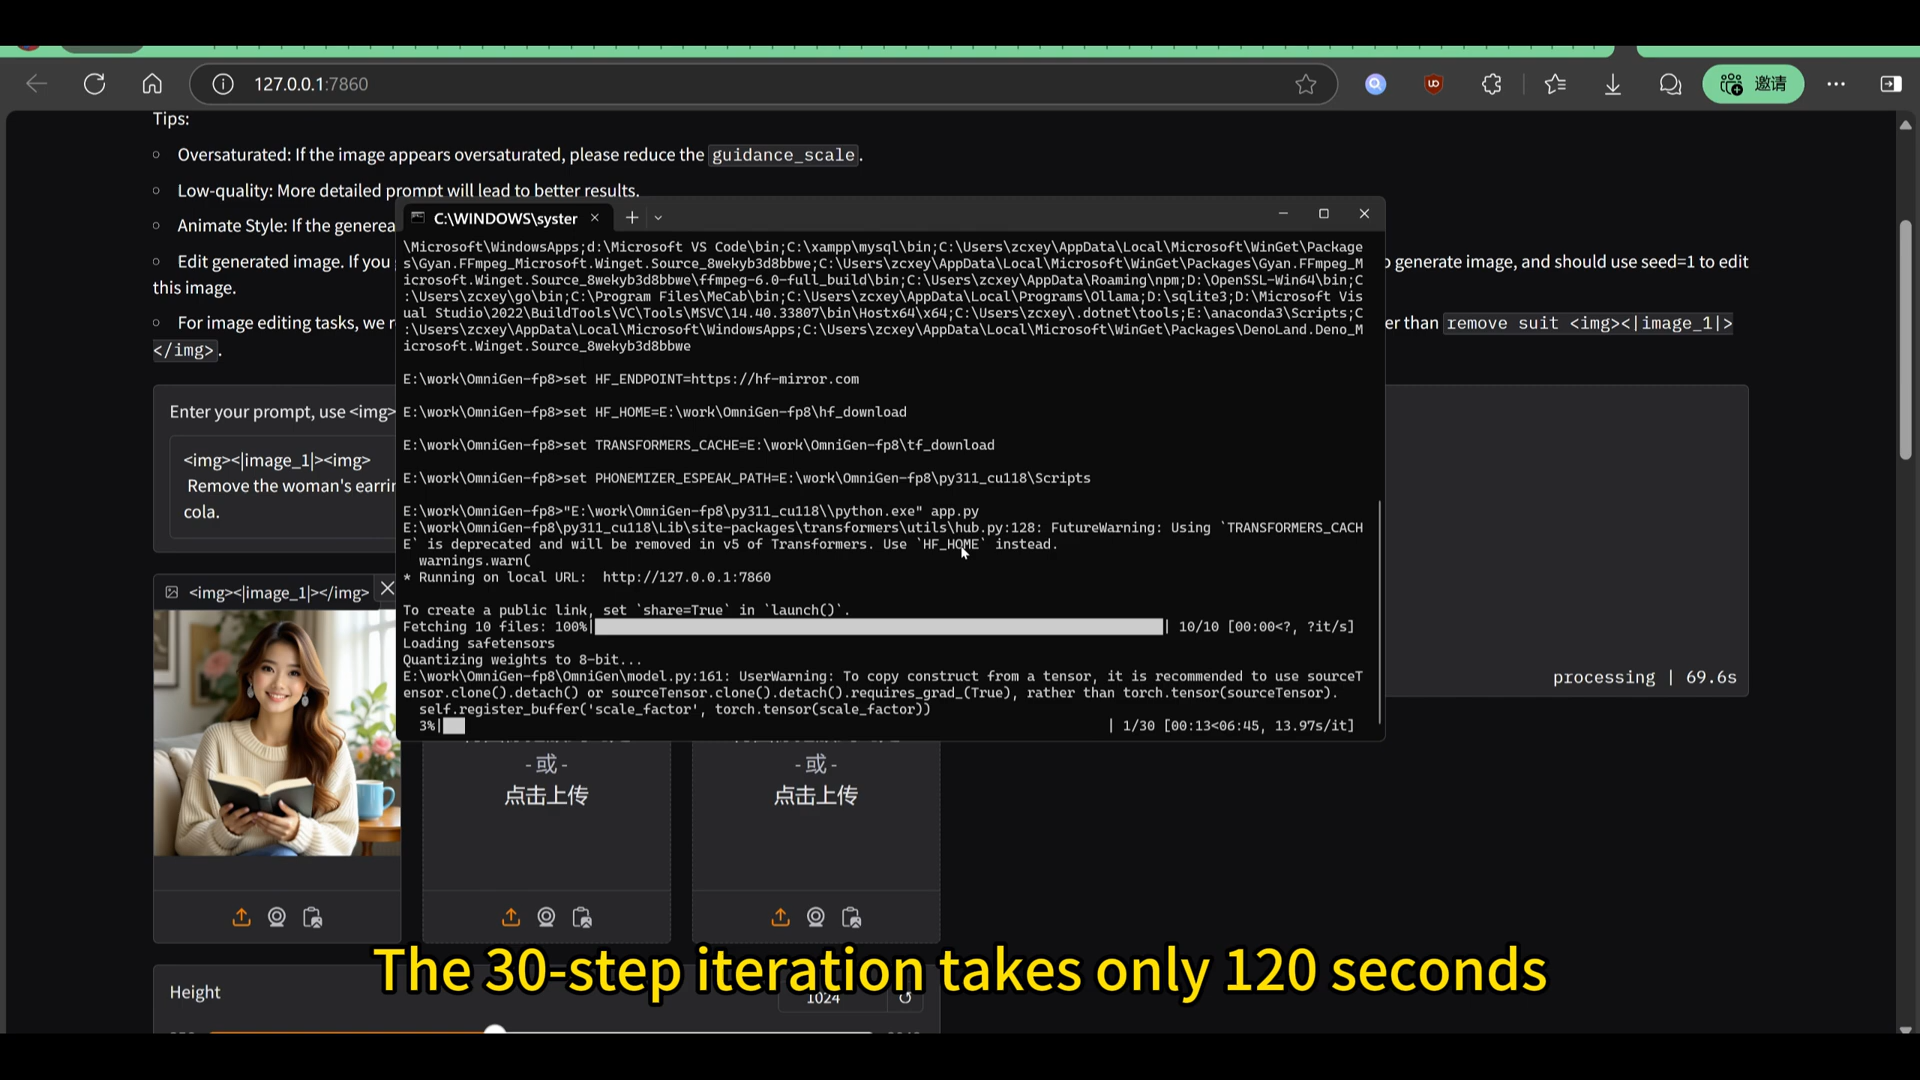 127.0.0.1:7860
邀请
Tips:
Oversaturated: If the image appears oversaturated, please reduce the guidance_scale.
Low-quality: More detailed prompt will lead to better results.
Animate Style: If the generea
Edit generated image. If you
o generate image, and should use seed=1 to edit
this image.
For image editing tasks, we r
er than remove suit <img><|image_1|>
</img>.
Enter your prompt, use <img>
<img><|image_1|><img>
Remove the woman's earrin
cola.
<img><|image_1|></img>
C:\WINDOWS\syster
\Microsoft\WindowsApps;d:\Microsoft VS Code\bin;C:\xampp\mysql\bin;C:\Users\zcxey\AppData\Local\Microsoft\WinGet\Package
s\Gyan.FFmpeg_Microsoft.Winget.Source_8wekyb3d8bbwe;C:\Users\zcxey\AppData\Local\Microsoft\WinGet\Packages\Gyan.FFmpeg_M
icrosoft.Winget.Source_8wekyb3d8bbwe\ffmpeg-6.0-full_build\bin;C:\Users\zcxey\AppData\Roaming\npm;D:\OpenSSL-Win64\bin;C
:\Users\zcxey\go\bin;C:\Program Files\MeCab\bin;C:\Users\zcxey\AppData\Local\Programs\Ollama;D:\sqlite3;D:\Microsoft Vis
ual Studio\2022\BuildTools\VC\Tools\MSVC\14.40.33807\bin\Hostx64\x64;C:\Users\zcxey\.dotnet\tools;E:\anaconda3\Scripts;C
:\Users\zcxey\AppData\Local\Microsoft\WindowsApps;C:\Users\zcxey\AppData\Local\Microsoft\WinGet\Packages\DenoLand.Deno_M
icrosoft.Winget.Source_8wekyb3d8bbwe
E:\work\OmniGen-fp8>set HF_ENDPOINT=https://hf-mirror.com
E:\work\OmniGen-fp8>set HF_HOME=E:\work\OmniGen-fp8\hf_download
E:\work\OmniGen-fp8>set TRANSFORMERS_CACHE=E:\work\OmniGen-fp8\tf_download
E:\work\OmniGen-fp8>set PHONEMIZER_ESPEAK_PATH=E:\work\OmniGen-fp8\py311_cu118\Scripts
E:\work\OmniGen-fp8>"E:\work\OmniGen-fp8\py311_cu118\\python.exe" app.py
E:\work\OmniGen-fp8\py311_cu118\Lib\site-packages\transformers\utils\hub.py:128: FutureWarning: Using `TRANSFORMERS_CACH
E` is deprecated and will be removed in v5 of Transformers. Use `HF_HOME` instead.
warnings.warn(
* Running on local URL:  http://127.0.0.1:7860
To create a public link, set `share=True` in `launch()`.
Fetching 10 files: 100%| | 10/10 [00:00<?, ?it/s]
Loading safetensors
Quantizing weights to 8-bit...
E:\work\OmniGen-fp8\OmniGen\model.py:161: UserWarning: To copy construct from a tensor, it is recommended to use sourceT
ensor.clone().detach() or sourceTensor.clone().detach().requires_grad_(True), rather than torch.tensor(sourceTensor).
self.register_buffer('scale_factor', torch.tensor(scale_factor))
3%| | 1/30 [00:13<06:45, 13.97s/it]
processing | 69.6s
- 或 -
点击上传
- 或 -
点击上传
The 30-step iteration takes only 120 seconds
Height
1024